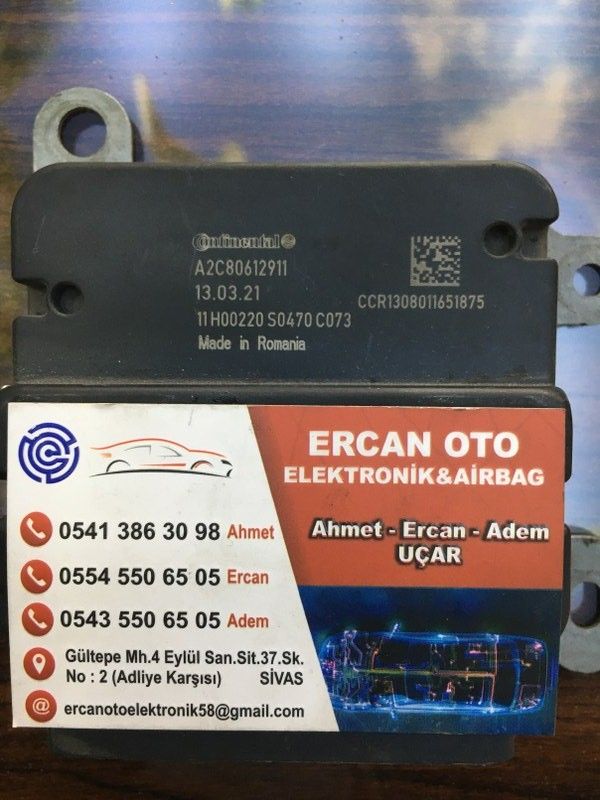 Continental
A2C80612911
13.03.21
11H00220 S0470 C073
Made in Romania
CCR1308011651875
ERCAN OTO
ELEKTRONİK&AİRBAG
Ahmet - Ercan - Adem
UÇAR
0541 386 30 98 Ahmet
0554 550 65 05 Ercan
0543 550 65 05 Adem
Gültepe Mh.4 Eylül San.Sit.37.Sk.
No : 2 (Adliye Karşısı) SİVAS
@ ercanotoelektronik58@gmail.com